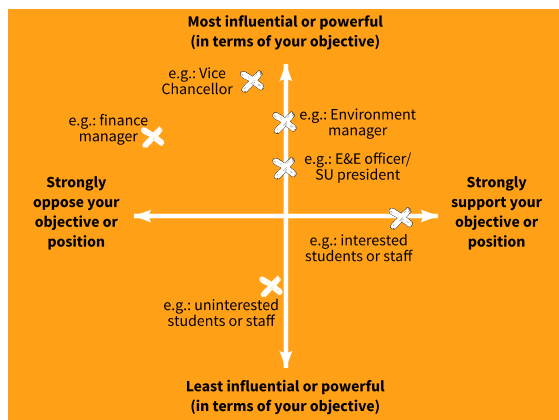 Most influential or powerful
(in terms of your objective)
e.g.: Vice
Chancellor
e.g.: finance
manager
e.g.: Environment
manager
e.g.: E&E officer/
SU president
Strongly
oppose your
objective or
position
Strongly
support your
objective or
position
e.g.: interested
students or staff
e.g.: uninterested
students or staff
Least influential or powerful
(in terms of your objective)